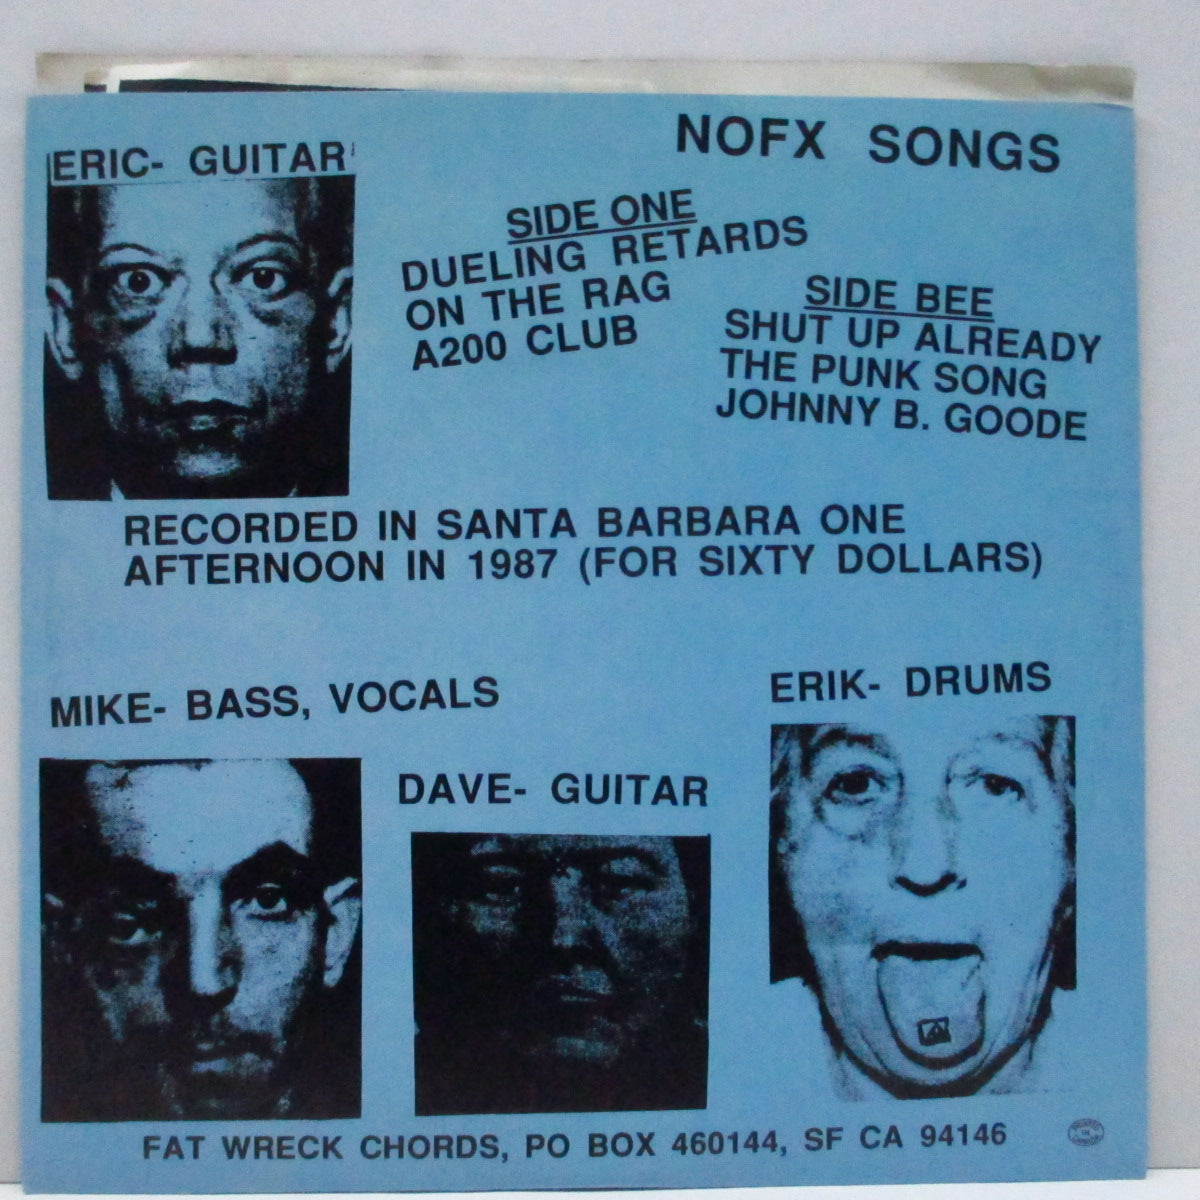 NOFX SONGS
ERIC- GUITAR
SIDE ONE
DUELING RETARDS
ON THE RAG
A200 CLUB
SIDE BEE
SHUT UP ALREADY
THE PUNK SONG
JOHNNY B. GOODE
RECORDED IN SANTA BARBARA ONE
AFTERNOON IN 1987 (FOR SIXTY DOLLARS)
MIKE- BASS, VOCALS
DAVE- GUITAR
ERIK- DRUMS
FAT WRECK CHORDS, PO BOX 460144, SF CA 94146